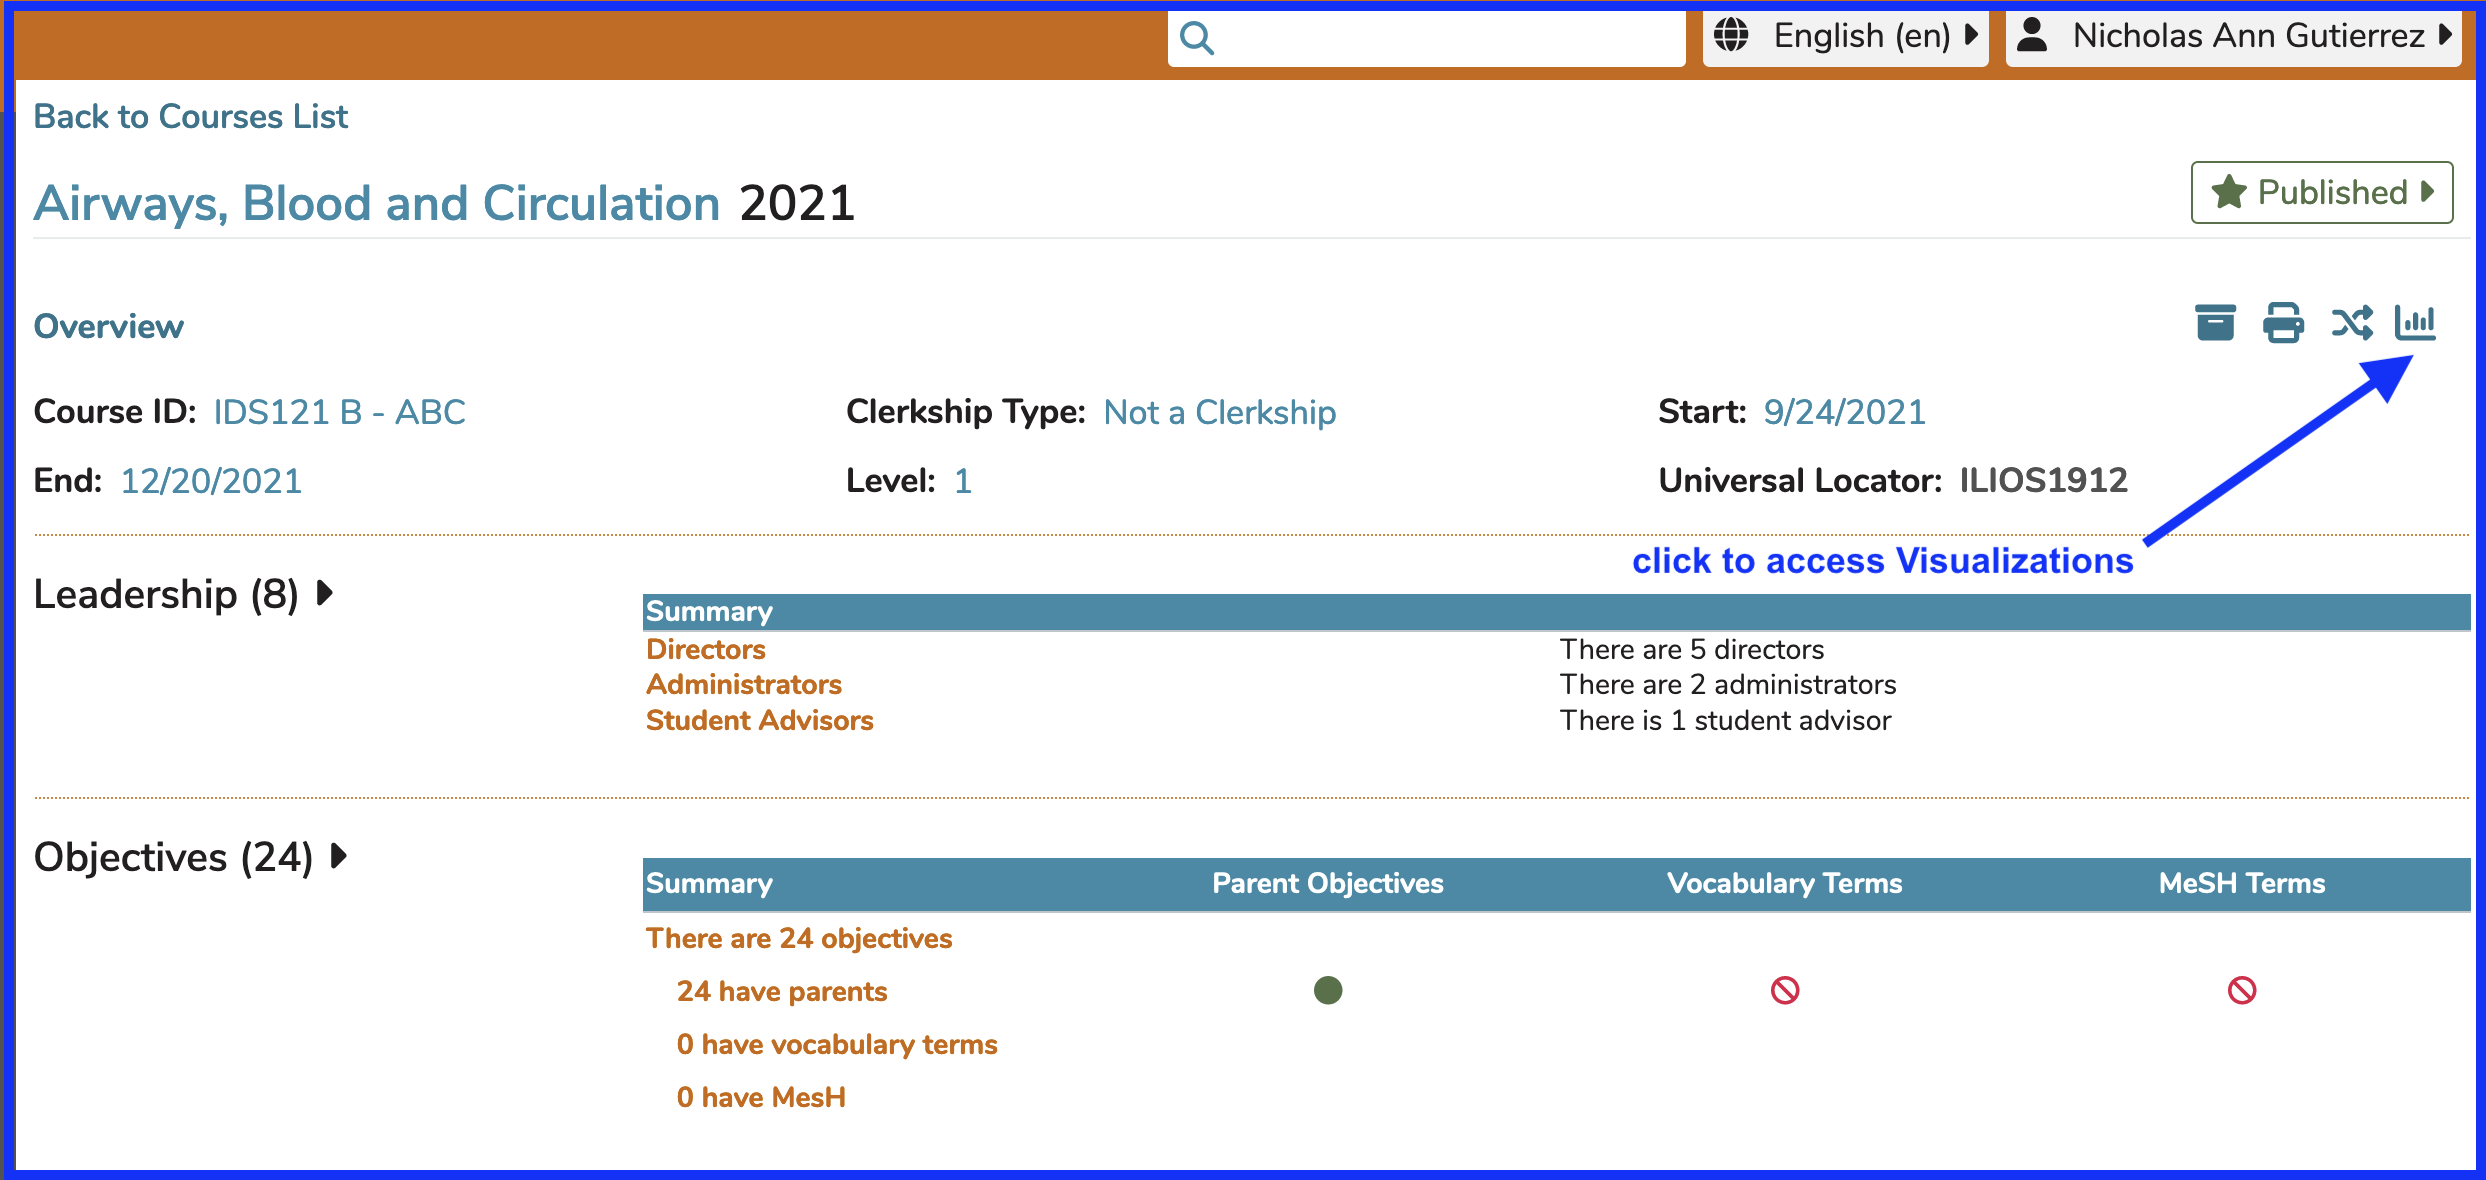 English (en)
Nicholas Ann Gutierrez
Back to Courses List
Airways, Blood and Circulation 2021
Published
Overview
Course ID: IDS121 B - ABC
Clerkship Type: Not a Clerkship
Start: 9/24/2021
End: 12/20/2021
Level: 1
Universal Locator: ILIOS1912
click to access Visualizations
Leadership (8)
Summary
Directors There are 5 directors
Administrators There are 2 administrators
Student Advisors There is 1 student advisor
Objectives (24)
Summary Parent Objectives Vocabulary Terms MeSH Terms
There are 24 objectives
24 have parents
0 have vocabulary terms
0 have MesH